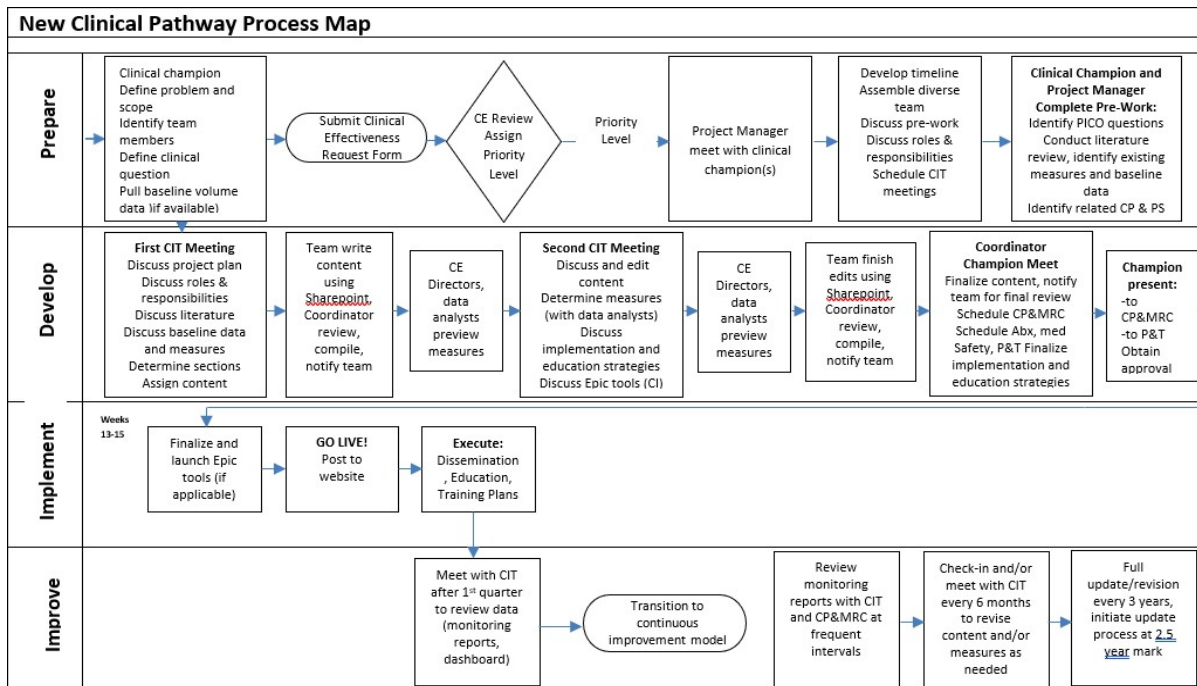 New Clinical Pathway Process Map
Prepare
Clinical champion
Define problem and
scope
Identify team
members
Define clinical
question
Pull baseline volume
data )if available)
Submit Clinical
Effectiveness
Request Form
CE Review
Assign
Priority
Level
Priority
Level
Project Manager
meet with clinical
champion(s)
Develop timeline
Assemble diverse
team
Discuss pre-work
Discuss roles &
responsibilities
Schedule CIT
meetings
Clinical Champion and
Project Manager
Complete Pre-Work:
Identify PICO questions
Conduct literature
review, identify existing
measures and baseline
data
Identify related CP & PS
Develop
First CIT Meeting
Discuss project plan
Discuss roles &
responsibilities
Discuss literature
Discuss baseline data
and measures
Determine sections
Assign content
Team write
content
using
Sharepoint,
Coordinator
review,
compile,
notify team
CE
Directors,
data
analysts
preview
measures
Second CIT Meeting
Discuss and edit
content
Determine measures
(with data analysts)
Discuss
implementation and
education strategies
Discuss Epic tools (CI)
CE
Directors,
data
analysts
preview
measures
Team finish
edits using
Sharepoint,
Coordinator
review,
compile,
notify team
Coordinator
Champion Meet
Finalize content, notify
team for final review
Schedule CP&MRC
Schedule Abx, med
Safety, P&T Finalize
implementation and
education strategies
Champion
present:
-to
CP&MRC
-to P&T
Obtain
approval
Implement
Weeks
13-15
Finalize and
launch Epic
tools (if
applicable)
GO LIVE!
Post to
website
Execute:
Dissemination
, Education,
Training Plans
Improve
Meet with CIT
after 1st quarter
to review data
(monitoring
reports,
dashboard)
Transition to
continuous
improvement model
Review
monitoring
reports with CIT
and CP&MRC at
frequent
intervals
Check-in and/or
meet with CIT
every 6 months
to revise
content and/or
measures as
needed
Full
update/revision
every 3 years,
initiate update
process at 2.5
year mark